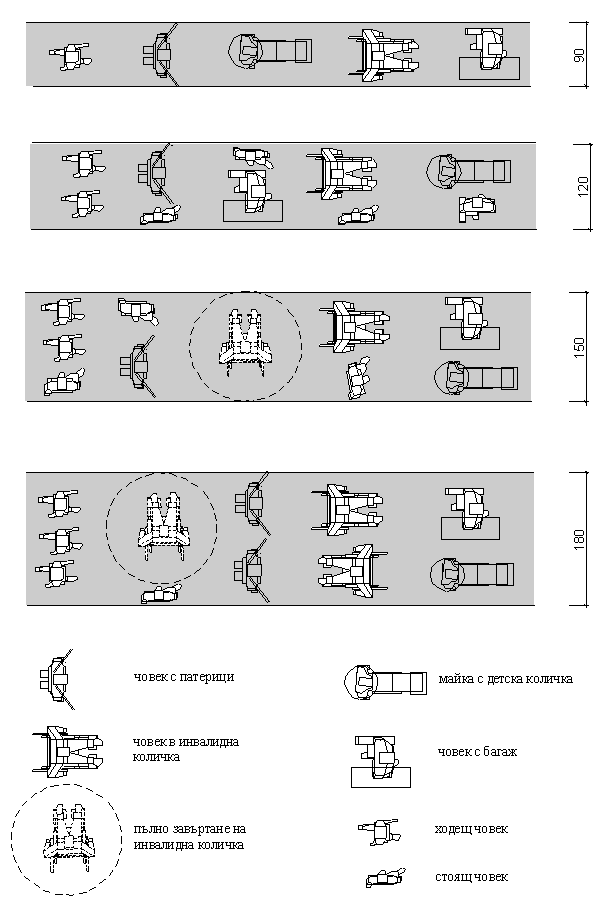 90
120
150
180
човек с патерици
майка с детска количка
човек в инвалидна
количка
човек с багаж
пълно завъртане на
инвалидна количка
ходещ човек
стоящ човек